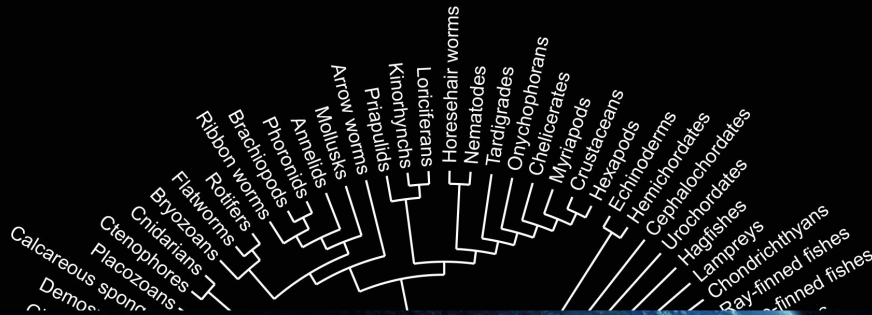 Calcareous spong
Placozoans
Ctenophores
Cnidarians
Bryozoans
Flatworms
Rotifers
Ribbon worms
Brachiopods
Phoronids
Annelids
Mollusks
Arrow worms
Priapulids
Kinorhynchs
Loriciferans
Horesehair worms
Nematodes
Tardigrades
Onychophorans
Chelicerates
Myriapods
Crustaceans
Hexapods
Echinoderms
Hemichordates
Cephalochordates
Urochordates
Hagfishes
Lampreys
Chondrichthyans
Ray-finned fishes
finned fishes